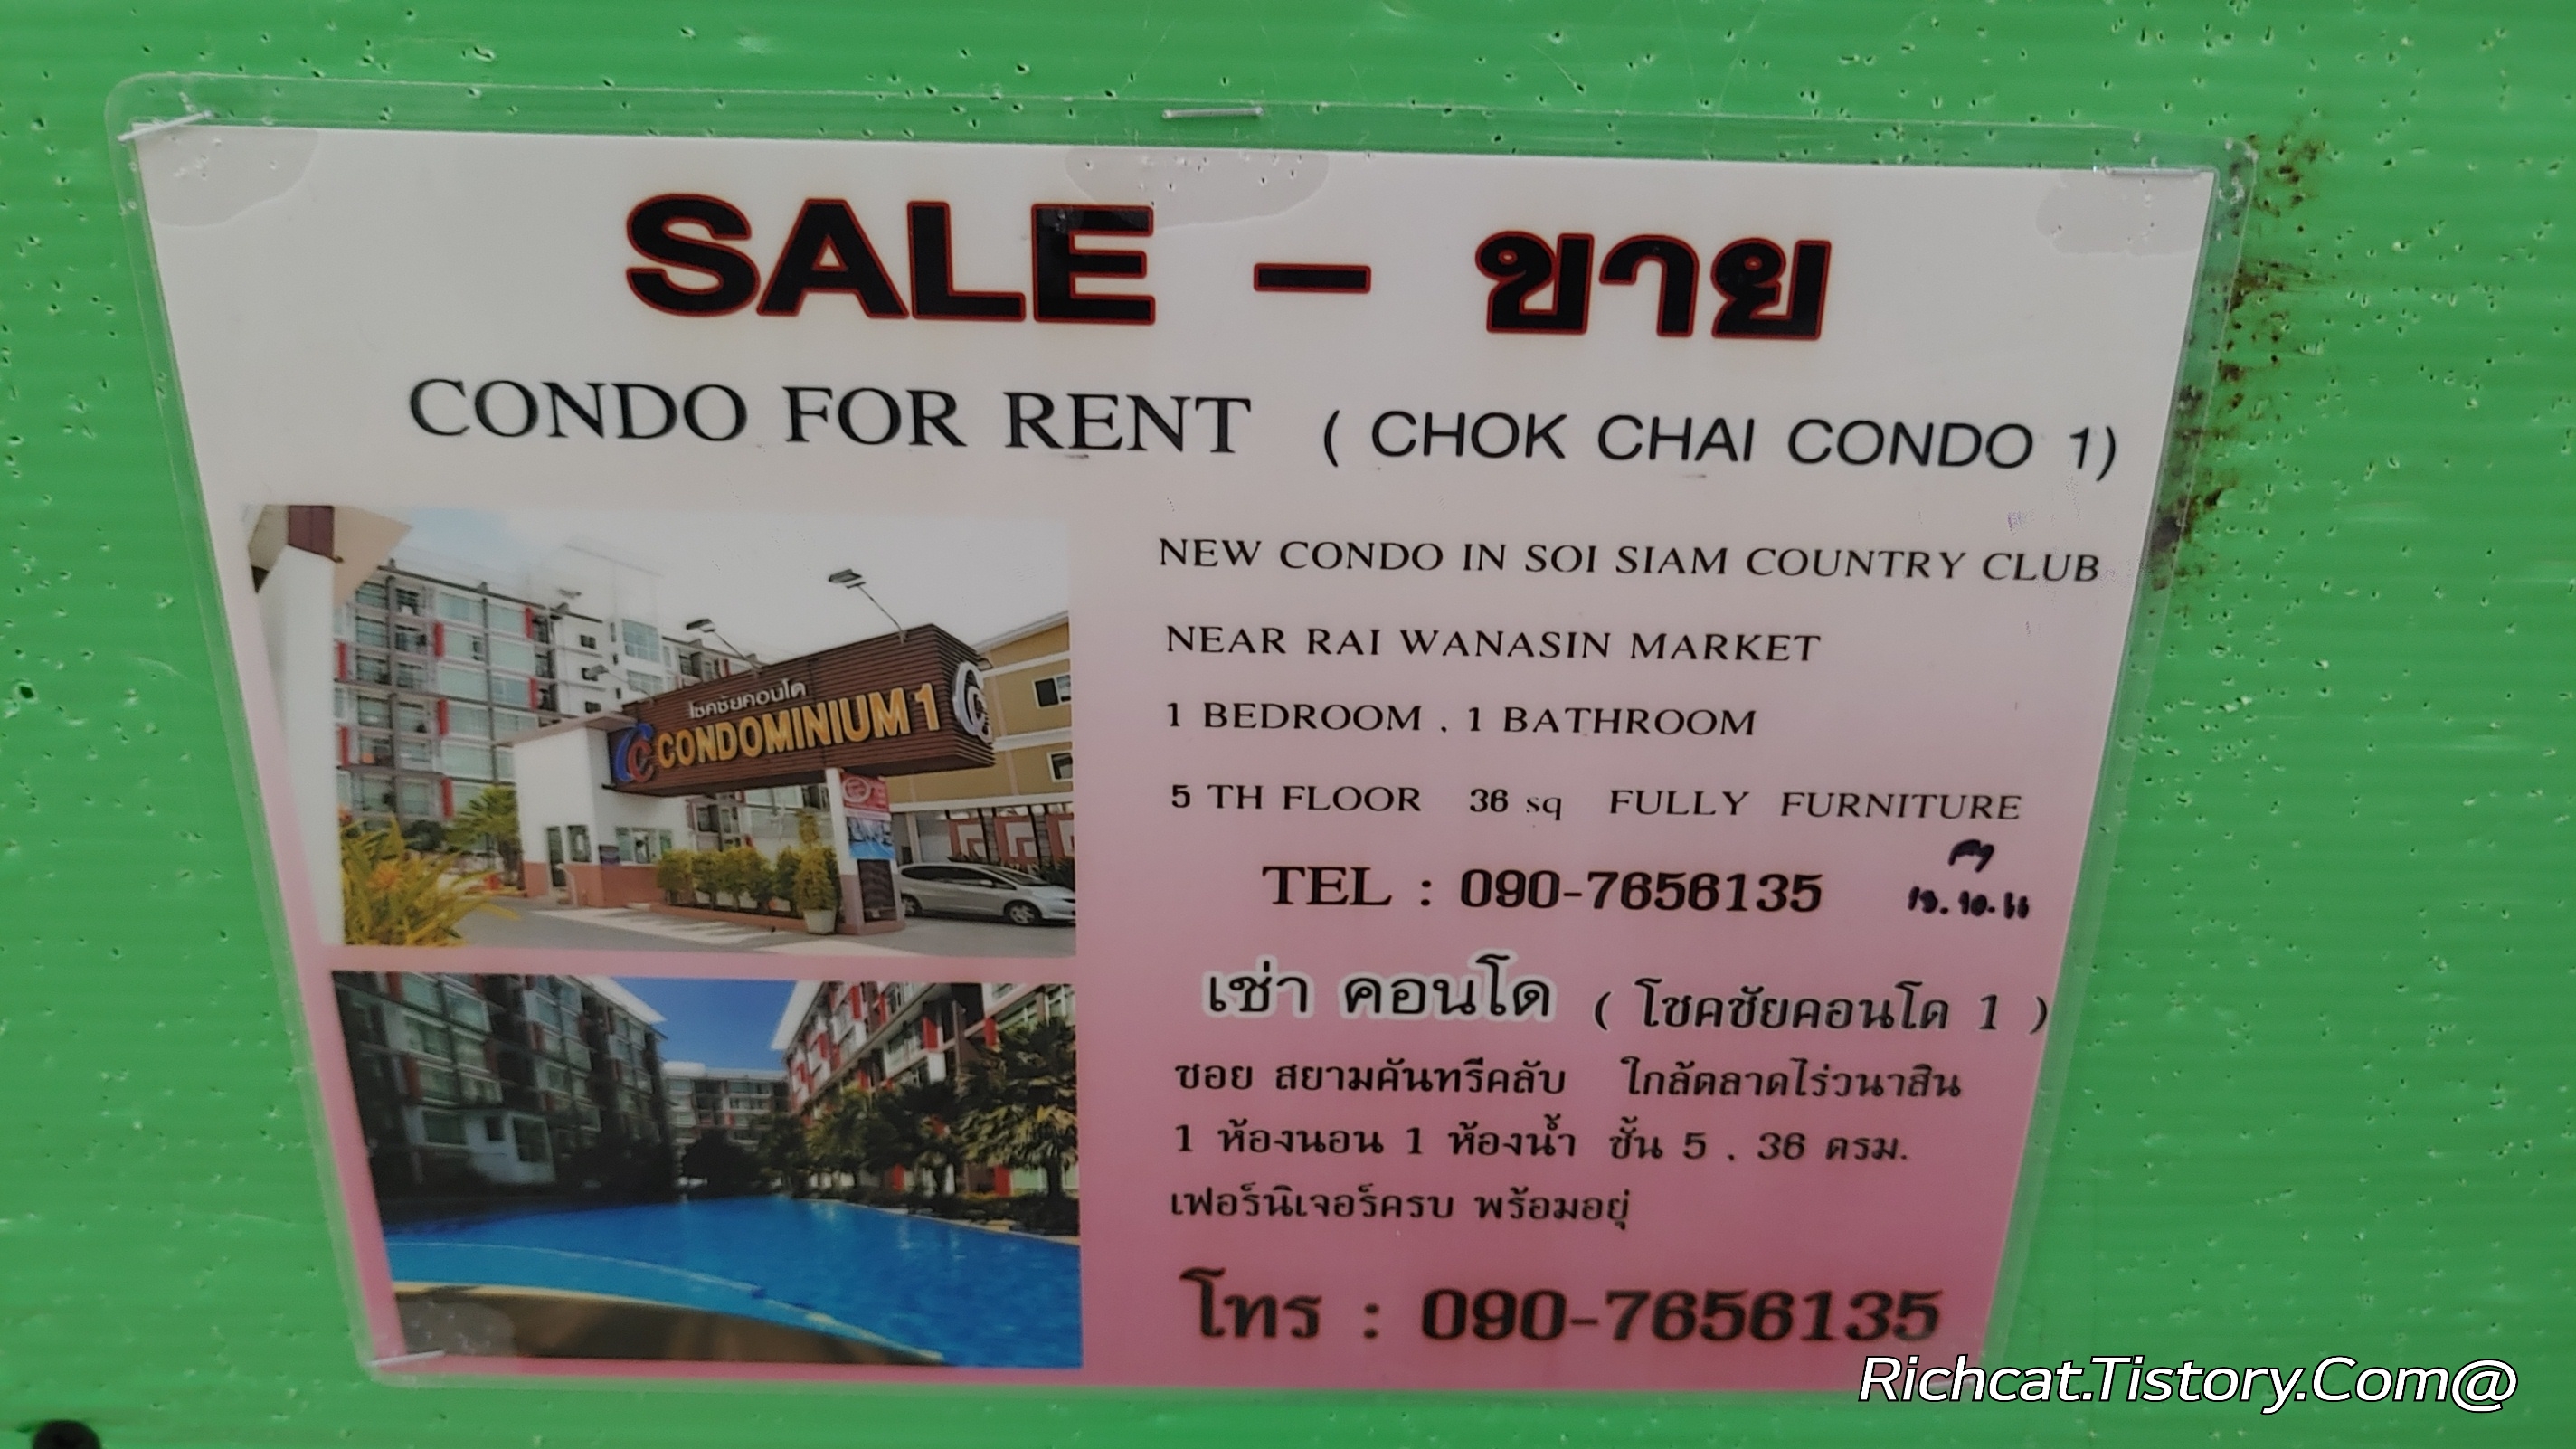 SALE – ขาย
CONDO FOR RENT ( CHOK CHAI CONDO 1)
โชคชัยคอนโด
CC CONDOMINIUM 1 CC
NEW CONDO IN SOI SIAM COUNTRY CLUB
NEAR RAI WANASIN MARKET
1 BEDROOM . 1 BATHROOM
5 TH FLOOR 36 sq FULLY FURNITURE
TEL : 090-7656135
เช่า คอนโด ( โชคชัยคอนโด 1 )
ซอย สยามคันทรีคลับ ใกล้ตลาดไร่วนาสิน
1 ห้องนอน 1 ห้องน้ำ ชั้น 5 . 36 ตรม.
เฟอร์นิเจอร์ครบ พร้อมอยุ่
โทร : 090-7656135
Richcat.Tistory.Com@